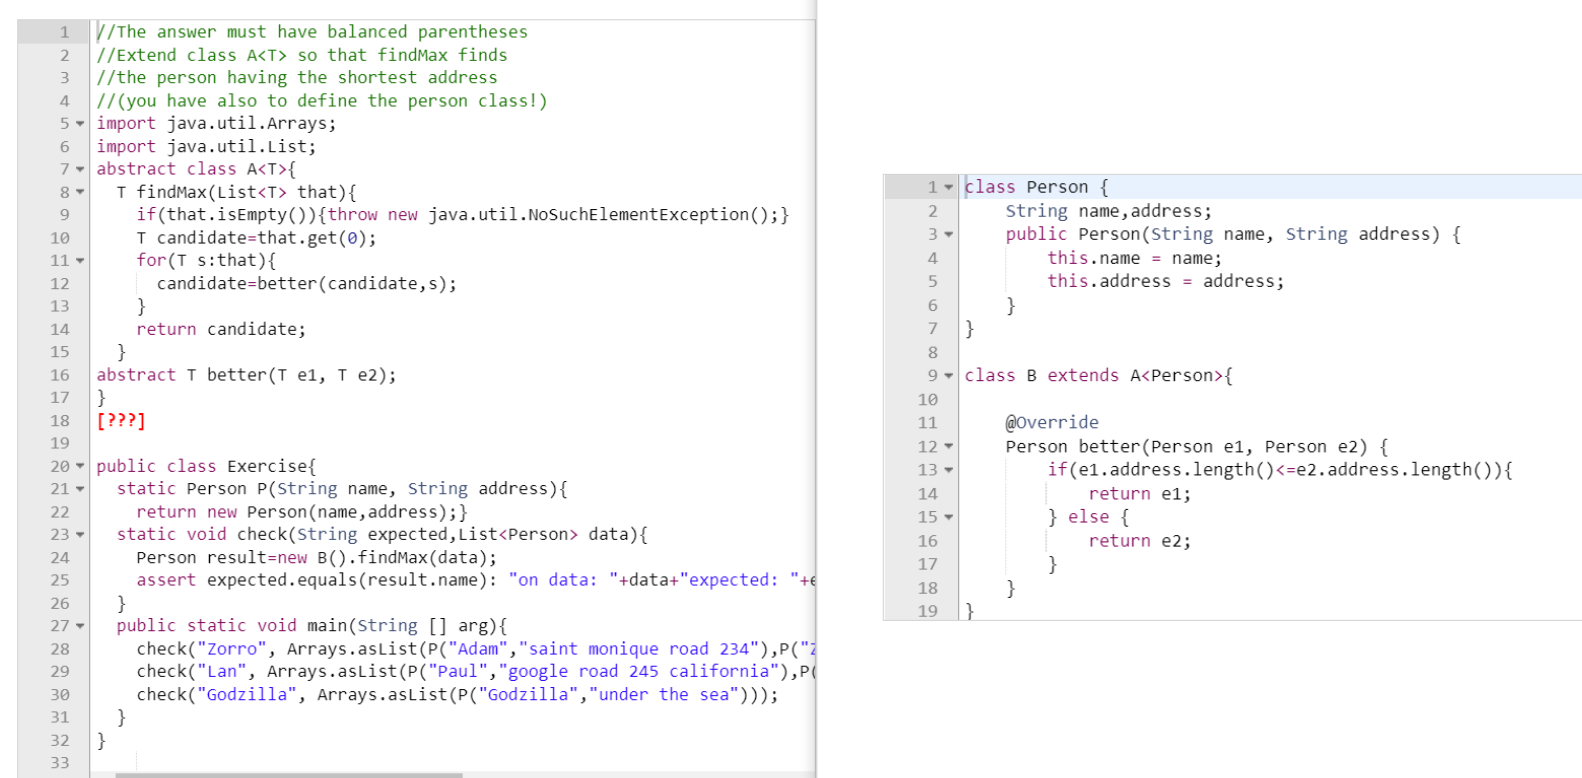 1 //The answer must have balanced parentheses
2 //Extend class A<T> so that findMax finds
3 //the person having the shortest address
4 //(you have also to define the person class!)
5 import java.util.Arrays;
6 import java.util.List;
7 abstract class A<T>{
8   T findMax(List<T> that){
9     if(that.isEmpty()){throw new java.util.NoSuchElementException();}
10     T candidate=that.get(0);
11     for(T s:that){
12       candidate=better(candidate,s);
13     }
14     return candidate;
15   }
16 abstract T better(T e1, T e2);
17 }
18 [???]
19
20 public class Exercise{
21   static Person P(String name, String address){
22     return new Person(name,address);}
23   static void check(String expected,List<Person> data){
24     Person result=new B().findMax(data);
25     assert expected.equals(result.name): "on data: "+data+"expected: "+e
26   }
27   public static void main(String [] arg){
28     check("Zorro", Arrays.asList(P("Adam","saint monique road 234"),P("Z
29     check("Lan", Arrays.asList(P("Paul","google road 245 california"),P(
30     check("Godzilla", Arrays.asList(P("Godzilla","under the sea")));
31   }
32 }
33
1 class Person {
2     String name,address;
3     public Person(String name, String address) {
4         this.name = name;
5         this.address = address;
6     }
7 }
8
9 class B extends A<Person>{
10
11     @Override
12     Person better(Person e1, Person e2) {
13         if(e1.address.length()<=e2.address.length()){
14             return e1;
15         } else {
16             return e2;
17         }
18     }
19 }